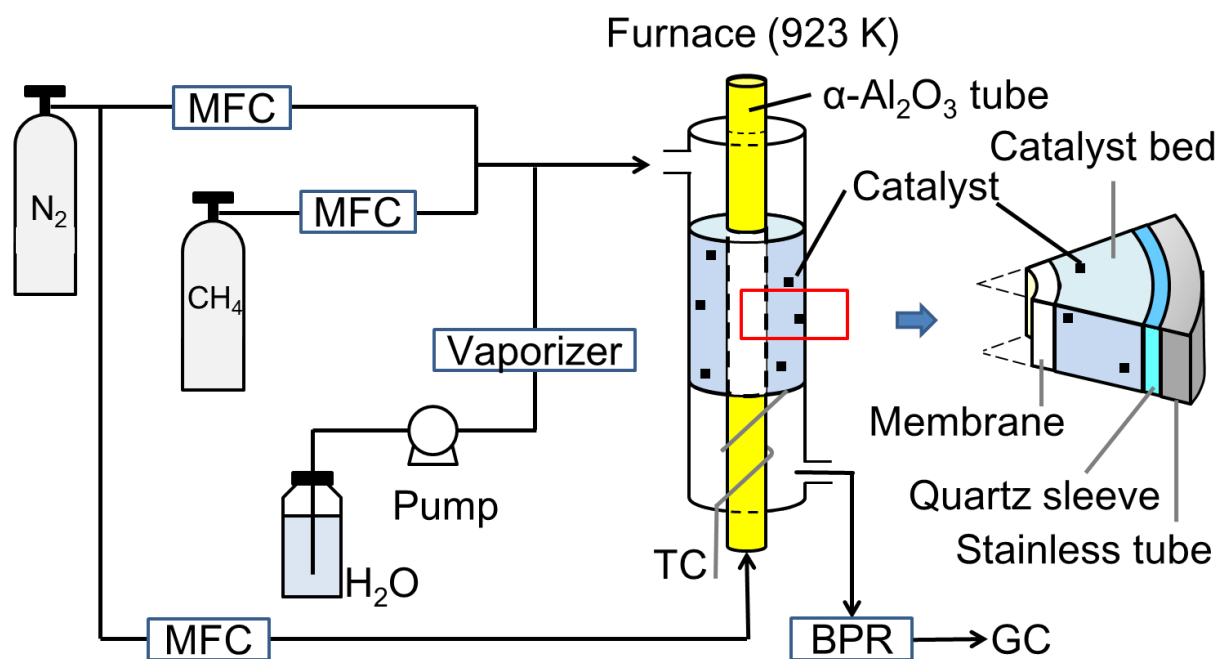 Furnace (923 K)
α-Al₂O₃ tube
MFC
Catalyst bed
Catalyst
N₂
MFC
CH₄
Vaporizer
Membrane
Pump
Quartz sleeve
Stainless tube
TC
H₂O
MFC
BPR
GC